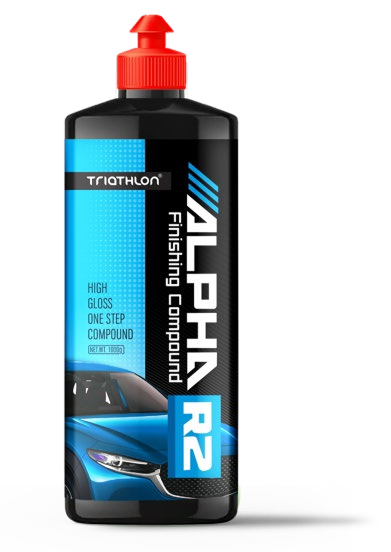 TRIATHLON®
ALPHA
Finishing Compound
R2
HIGH
GLOSS
ONE STEP
COMPOUND
NET.WT. 1000g